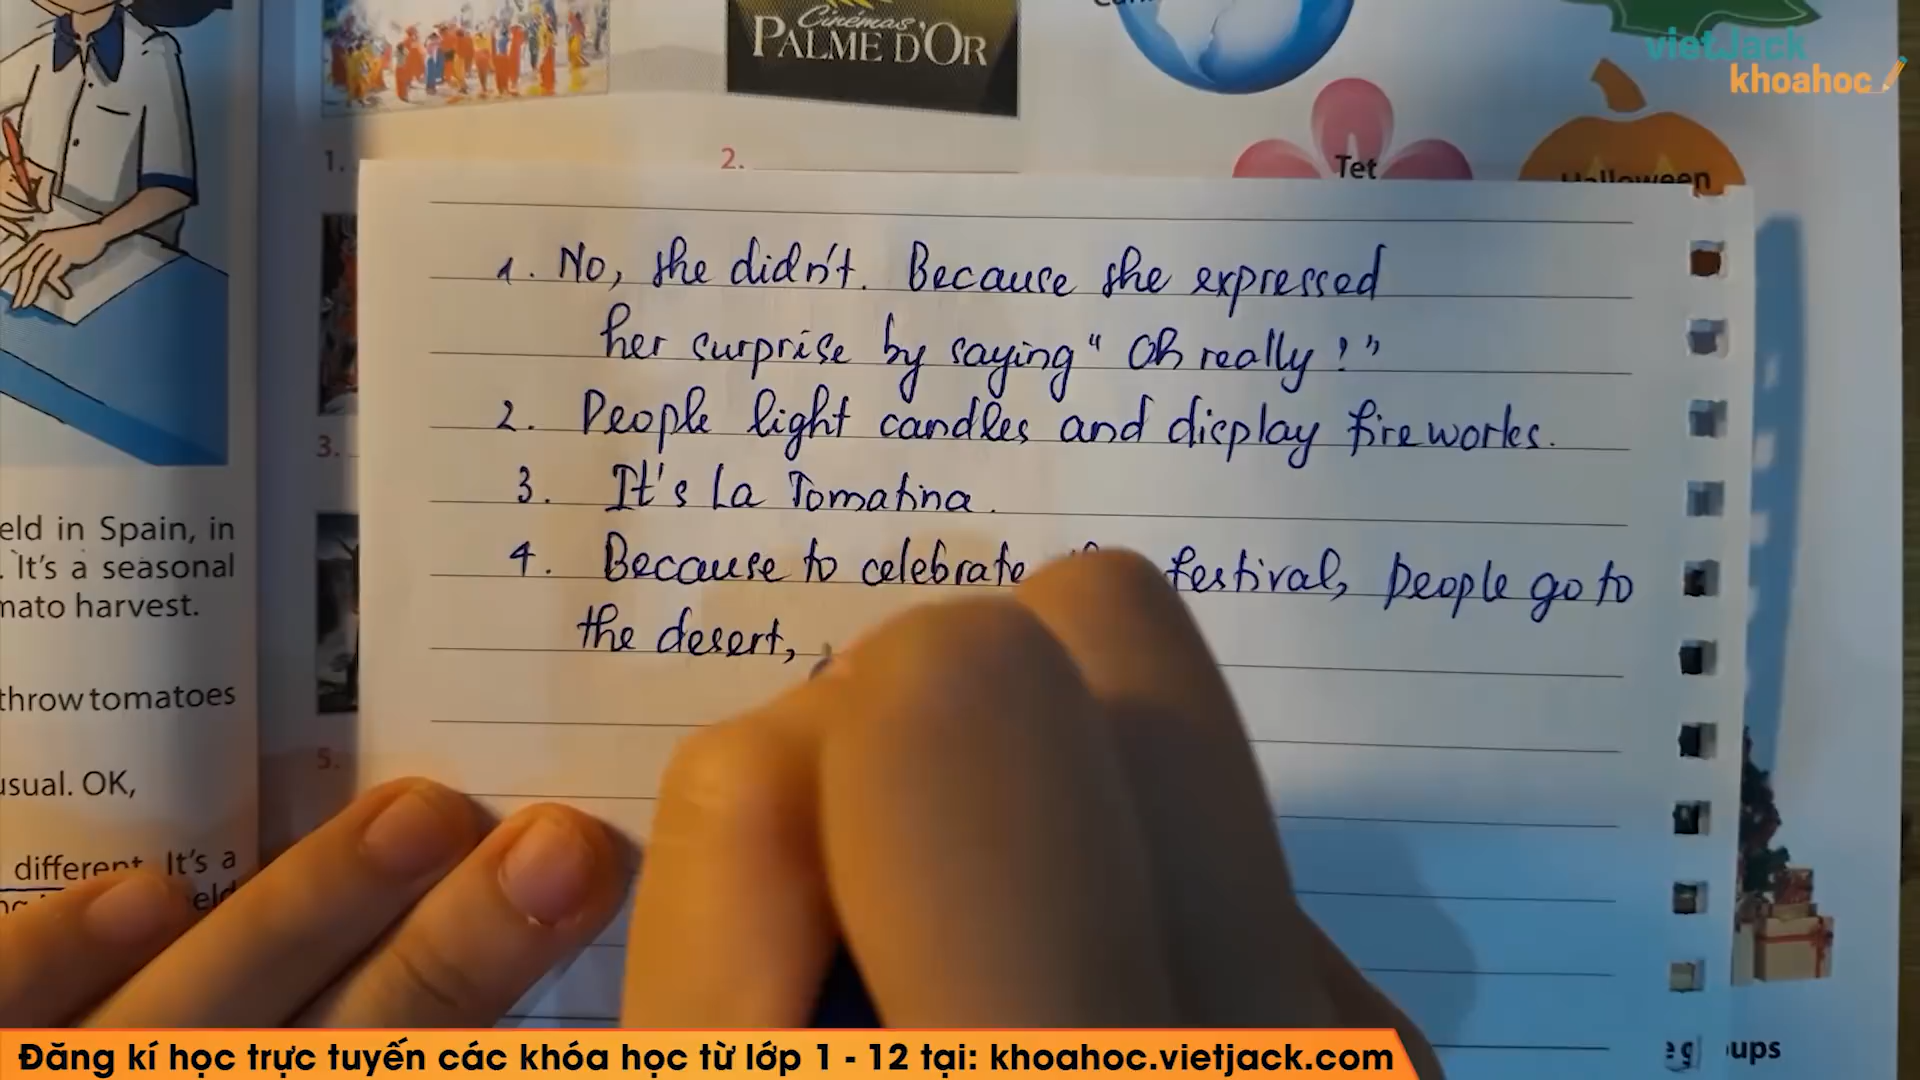 Cinemas
PALME D'OR
vietJack
khoahoc
1.
2.
Tet
Halloween
1. No, she didn't. Because she expressed
her surprise by saying "Oh really?"
2. People light candles and display fireworks.
3. It's La Tomatina.
4. Because to celebrate festival, people go to
the desert,
3.
5.
eld in Spain, in
. It's a seasonal
mato harvest.
throw tomatoes
usual. OK,
different. It's a
eld
ups
Đăng kí học trực tuyến các khóa học từ lớp 1 - 12 tại: khoahoc.vietjack.com